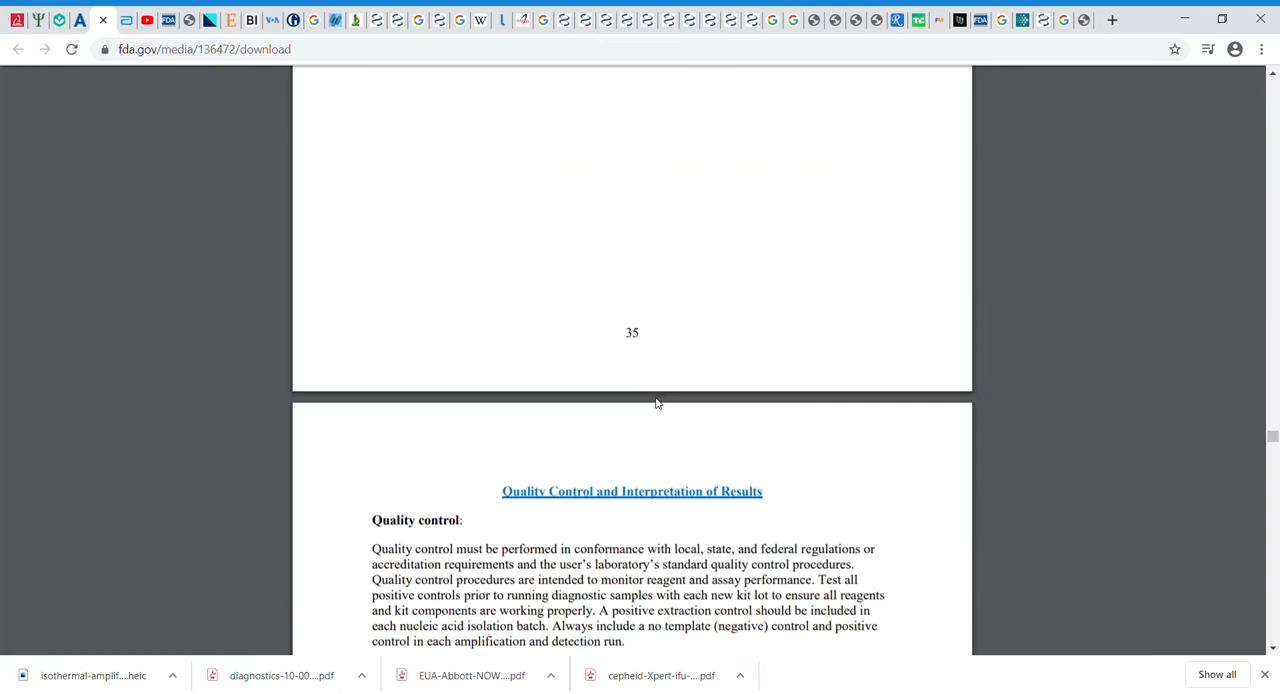 fda.gov/media/136472/download
35
Quality Control and Interpretation of Results
Quality control:
Quality control must be performed in conformance with local, state, and federal regulations or
accreditation requirements and the user's laboratory's standard quality control procedures.
Quality control procedures are intended to monitor reagent and assay performance. Test all
positive controls prior to running diagnostic samples with each new kit lot to ensure all reagents
and kit components are working properly. A positive extraction control should be included in
each nucleic acid isolation batch. Always include a no template (negative) control and positive
control in each amplification and detection run.
isothermal-amplif....heic
diagnostics-10-00....pdf
EUA-Abbott-NOW....pdf
cepheid-Xpert-ifu-....pdf
Show all